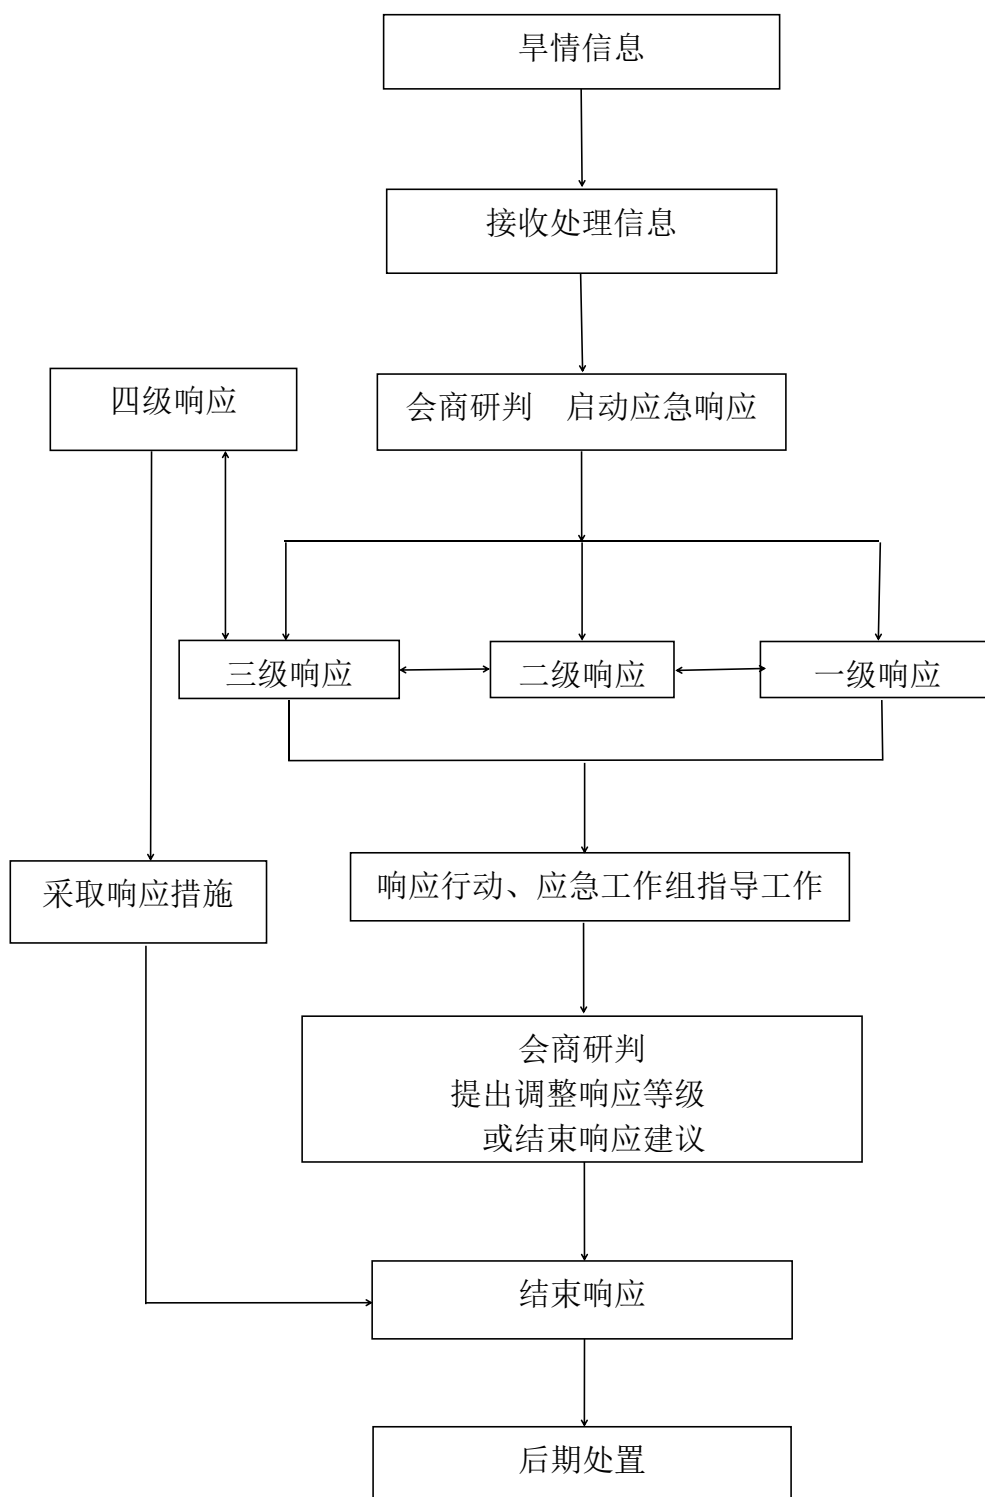 旱情信息
接收处理信息
四级响应
会商研判　启动应急响应
三级响应
二级响应
一级响应
采取响应措施
响应行动、应急工作组指导工作
会商研判
提出调整响应等级
或结束响应建议
结束响应
后期处置